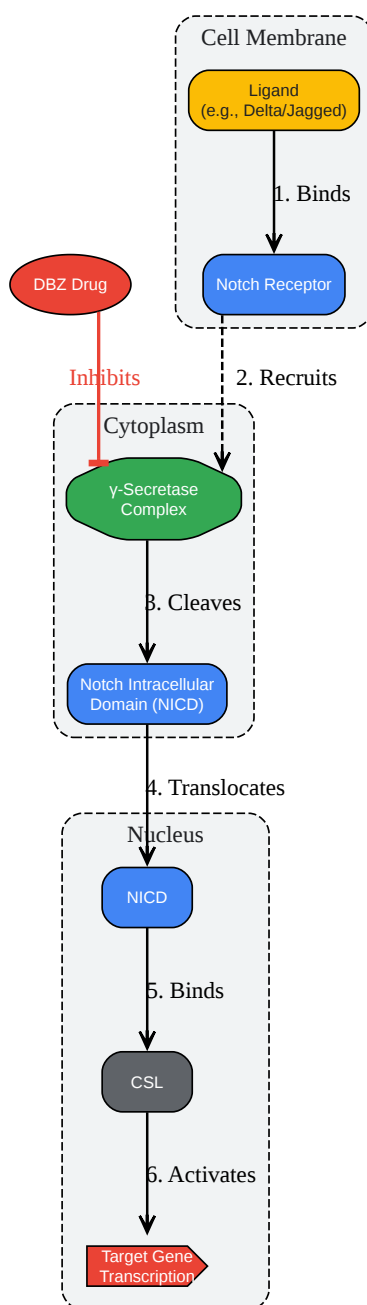 Cell Membrane
Ligand
(e.g., Delta/Jagged)
1. Binds
Notch Receptor
DBZ Drug
Inhibits
2. Recruits
Cytoplasm
γ-Secretase
Complex
3. Cleaves
Notch Intracellular
Domain (NICD)
4. Translocates
Nucleus
NICD
5. Binds
CSL
6. Activates
Target Gene
Transcription